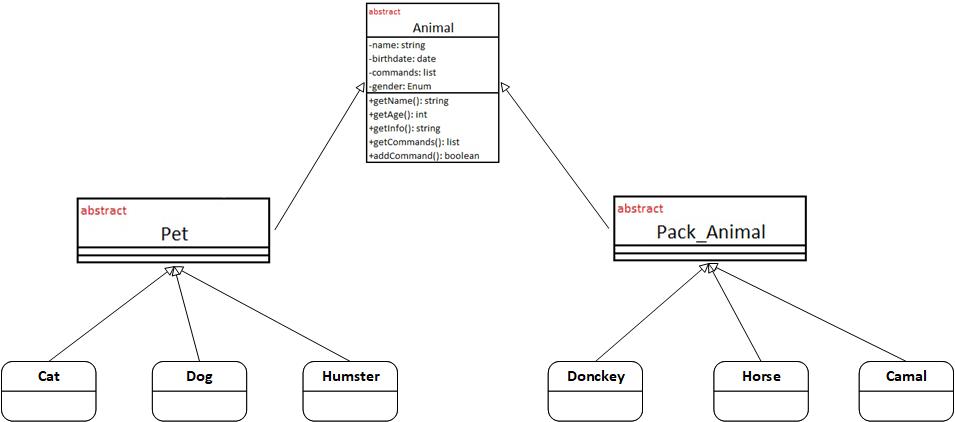 abstract
Animal
-name: string
-birthdate: date
-commands: list
-gender: Enum
+getName(): string
+getAge(): int
+getInfo(): string
+getCommands(): list
+addCommand(): boolean
abstract
Pet
abstract
Pack_Animal
Cat
Dog
Humster
Donckey
Horse
Camal